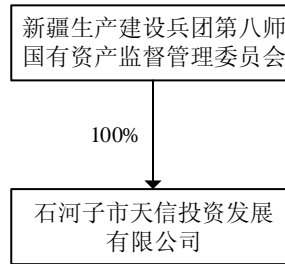 新疆生产建设兵团第八师
国有资产监督管理委员会
100%
石河子市天信投资发展
有限公司